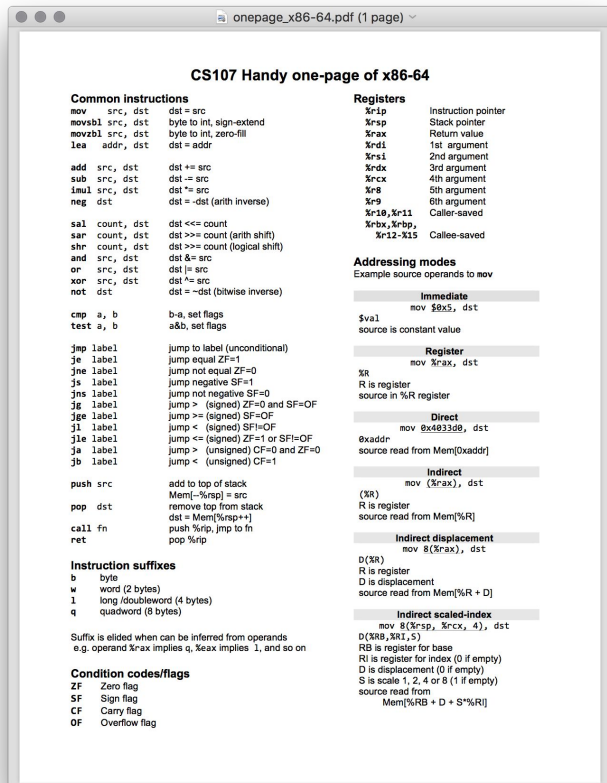 onepage_x86-64.pdf (1 page)
CS107 Handy one-page of x86-64
Common instructions
mov src, dst dst = src
movsbl src, dst byte to int, sign-extend
movzbl src, dst byte to int, zero-fill
lea addr, dst dst = addr
add src, dst dst += src
sub src, dst dst -= src
imul src, dst dst *= src
neg dst dst = -dst (arith inverse)
sal count, dst dst <<= count
sar count, dst dst >>= count (arith shift)
shr count, dst dst >>= count (logical shift)
and src, dst dst &= src
or src, dst dst |= src
xor src, dst dst ^= src
not dst dst = ~dst (bitwise inverse)
cmp a, b b-a, set flags
test a, b a&b, set flags
jmp label jump to label (unconditional)
je label jump equal ZF=1
jne label jump not equal ZF=0
js label jump negative SF=1
jns label jump not negative SF=0
jg label jump > (signed) ZF=0 and SF=OF
jge label jump >= (signed) SF=OF
jl label jump < (signed) SF!=OF
jle label jump <= (signed) ZF=1 or SF!=OF
ja label jump > (unsigned) CF=0 and ZF=0
jb label jump < (unsigned) CF=1
push src add to top of stack
Mem[--%rsp] = src
pop dst remove top from stack
dst = Mem[%rsp++]
call fn push %rip, jmp to fn
ret pop %rip
Instruction suffixes
b byte
w word (2 bytes)
l long /doubleword (4 bytes)
q quadword (8 bytes)
Suffix is elided when can be inferred from operands
e.g. operand %rax implies q, %eax implies l, and so on
Condition codes/flags
ZF Zero flag
SF Sign flag
CF Carry flag
OF Overflow flag
Registers
%rip Instruction pointer
%rsp Stack pointer
%rax Return value
%rdi 1st argument
%rsi 2nd argument
%rdx 3rd argument
%rcx 4th argument
%r8 5th argument
%r9 6th argument
%r10,%r11 Caller-saved
%rbx,%rbp,
%r12-%15 Callee-saved
Addressing modes
Example source operands to mov
Immediate
mov $0x5, dst
$val
source is constant value
Register
mov %rax, dst
%R
R is register
source in %R register
Direct
mov 0x4033d0, dst
0xaddr
source read from Mem[0xaddr]
Indirect
mov (%rax), dst
(%R)
R is register
source read from Mem[%R]
Indirect displacement
mov 8(%rax), dst
D(%R)
R is register
D is displacement
source read from Mem[%R + D]
Indirect scaled-index
mov 8(%rsp, %rcx, 4), dst
D(%RB,%RI,S)
RB is register for base
RI is register for index (0 if empty)
D is displacement (0 if empty)
S is scale 1, 2, 4 or 8 (1 if empty)
source read from
Mem[%RB + D + S*%RI]